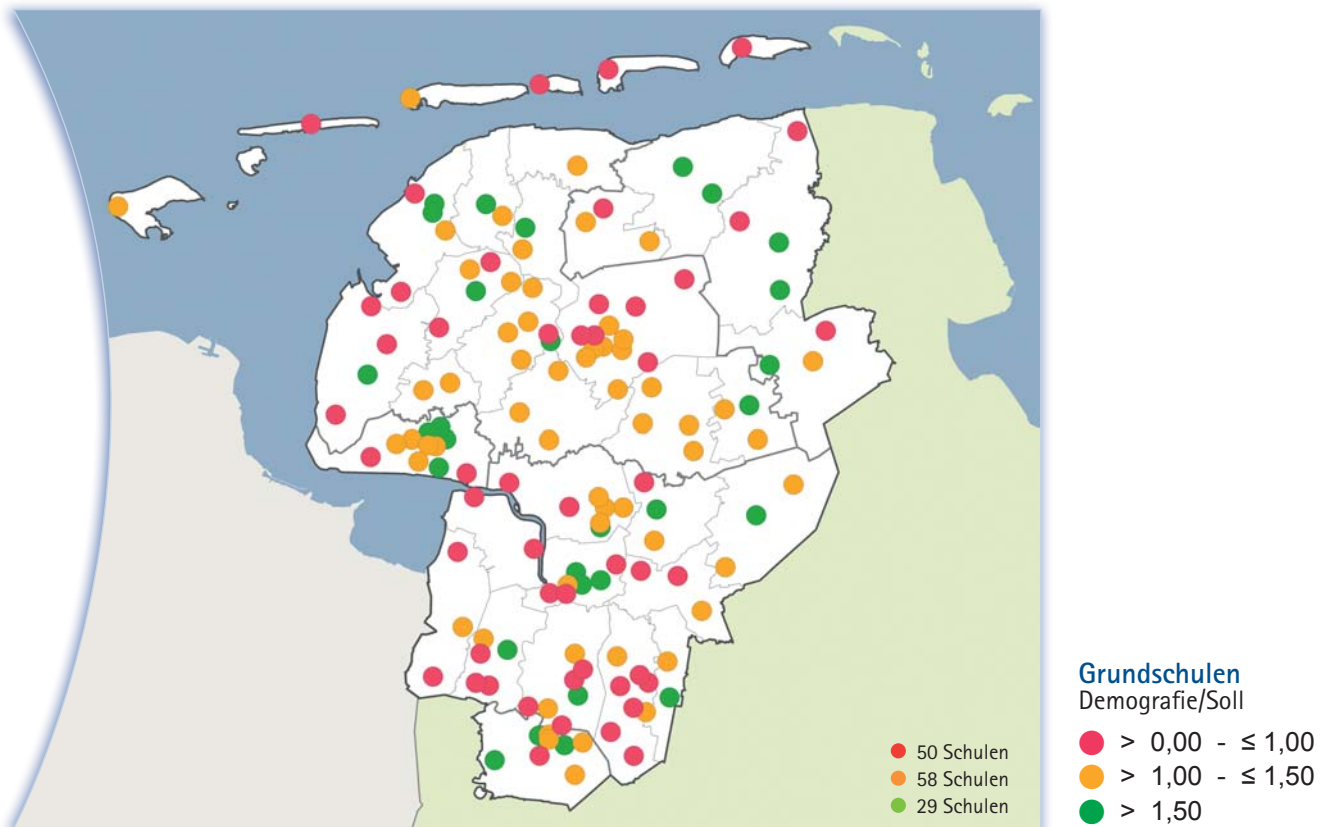 50 Schulen
58 Schulen
29 Schulen
Grundschulen
Demografie/Soll
> 0,00 - ≤ 1,00
> 1,00 - ≤ 1,50
> 1,50